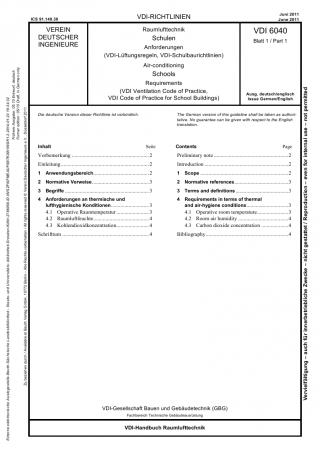 ICS 91.140.30
VDI-RICHTLINIEN
Juni 2011
June 2011
VEREIN
DEUTSCHER
INGENIEURE
Raumlufttechnik
Schulen
Anforderungen
(VDI-Lüftungsregeln, VDI-Schulbaurichtlinien)
Air-conditioning
Schools
Requirements
(VDI Ventilation Code of Practice,
VDI Code of Practice for School Buildings)
VDI 6040
Blatt 1 / Part 1
Ausg. deutsch/englisch
Issue German/English
Die deutsche Version dieser Richtlinie ist verbindlich.
The German version of this guideline shall be taken as authori-
tative. No guarantee can be given with respect to the English
translation.
Inhalt Seite
Vorbemerkung 2
Einleitung 2
1 Anwendungsbereich 2
2 Normative Verweise 3
3 Begriffe 3
4 Anforderungen an thermische und
lufthygienische Konditionen 3
4.1 Operative Raumtemperatur 3
4.2 Raumluftfeuchte 4
4.3 Kohlendioxidkonzentration 4
Schrifttum 4
Contents Page
Preliminary note 2
Introduction 2
1 Scope 2
2 Normative references 3
3 Terms and definitions 3
4 Requirements in terms of thermal
and air-hygiene conditions 3
4.1 Operative room temperature 3
4.2 Room air humidity 4
4.3 Carbon dioxide concentration 4
Bibliography 4
VDI-Gesellschaft Bauen und Gebäudetechnik (GBG)
Fachbereich Technische Gebäudeausrüstung
VDI-Handbuch Raumlufttechnik
Vervielfältigung – auch für innerbetriebliche Zwecke – nicht gestattet / Reproduction – even for internal use – not permitted